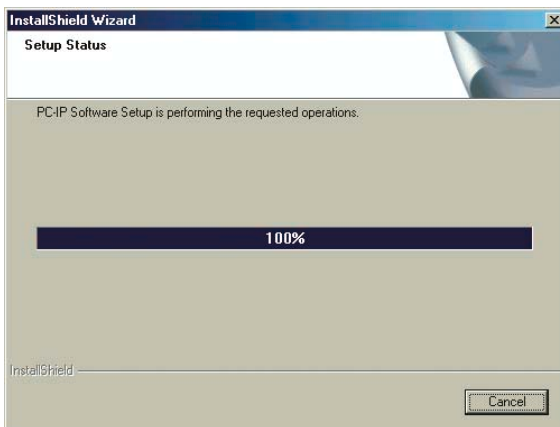 InstallShield Wizard
Setup Status
PC-IP Software Setup is performing the requested operations.
100%
InstallShield
Cancel